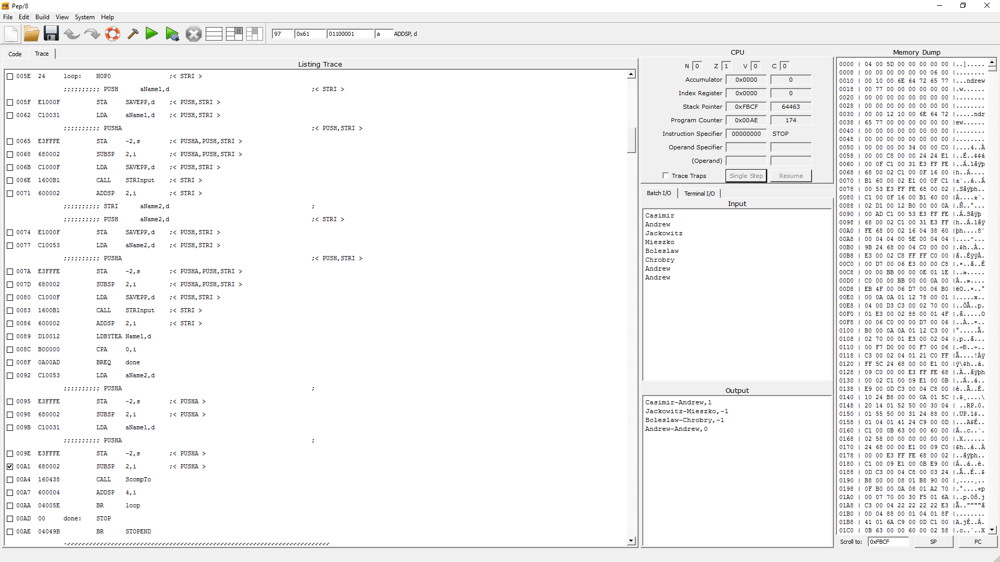 Pep/8
File Edit Build View System Help
97 0x61 01100001 a ADDSP, d
Code Trace
Listing Trace
005E 24 loop: NOP0 ;< STRI >
;;;;;;;;;; PUSH aName1,d ;< STRI >
005F E1000F STA SAVEPP,d ;< PUSH,STRI >
0062 C10031 LDA aName1,d ;< PUSH,STRI >
;;;;;;;;;; PUSHA ;< PUSH,STRI >
0065 E3FFFE STA -2,s ;< PUSHA,PUSH,STRI >
0068 680002 SUBSP 2,i ;< PUSHA,PUSH,STRI >
006B C1000F LDA SAVEPP,d ;< PUSH,STRI >
006E 1600B1 CALL STRInput ;< STRI >
0071 600002 ADDSP 2,i ;< STRI >
;;;;;;;;;; STRI aName2,d ;
;;;;;;;;;; PUSH aName2,d ;< STRI >
0074 E1000F STA SAVEPP,d ;< PUSH,STRI >
0077 C10053 LDA aName2,d ;< PUSH,STRI >
;;;;;;;;;; PUSHA ;< PUSH,STRI >
007A E3FFFE STA -2,s ;< PUSHA,PUSH,STRI >
007D 680002 SUBSP 2,i ;< PUSHA,PUSH,STRI >
0080 C1000F LDA SAVEPP,d ;< PUSH,STRI >
0083 1600B1 CALL STRInput ;< STRI >
0086 600002 ADDSP 2,i ;< STRI >
0089 D10012 LDBYTEA Name1,d
008C B00000 CPA 0,i
008F 0A00AD BREQ done
0092 C10053 LDA aName2,d
;;;;;;;;;; PUSHA ;
0095 E3FFFE STA -2,s ;< PUSHA >
0098 680002 SUBSP 2,i ;< PUSHA >
009B C10031 LDA aName1,d
;;;;;;;;;; PUSHA ;
009E E3FFFE STA -2,s ;< PUSHA >
00A1 680002 SUBSP 2,i ;< PUSHA >
00A4 160438 CALL ScompTo
00A7 600004 ADDSP 4,i
00AA 04005E BR loop
00AD 00 done: STOP
00AE 04049B BR STOPEND
CPU
N 0 Z 1 V 0 C 0
Accumulator 0x0000 0
Index Register 0x0000 0
Stack Pointer 0xFBCF 64463
Program Counter 0x00AE 174
Instruction Specifier 00000000 STOP
Operand Specifier
(Operand)
Trace Traps Single Step Resume
Batch I/O Terminal I/O
Input
Casimir
Andrew
Jackowitz
Mieszko
Boleslaw
Chrobry
Andrew
Andrew
Output
Casimir-Andrew,1
Jackowitz-Mieszko,-1
Boleslaw-Chrobry,-1
Andrew-Andrew,0
Memory Dump
0000 | 04 00 5D 00 00 00 00 00 |..].....
0008 | 00 00 00 00 00 00 06 00 |........
0010 | 00 10 00 6E 64 72 65 77 |...ndrew
0018 | 00 77 00 00 00 00 00 00 |.w......
0020 | 00 00 00 00 00 00 00 00 |........
0028 | 00 00 00 00 00 00 00 00 |........
0030 | 00 00 12 10 00 6E 64 72 |.....ndr
0038 | 65 77 00 00 00 00 00 00 |ew......
0040 | 00 00 00 00 00 00 00 00 |........
0048 | 00 00 00 00 00 00 00 00 |........
0050 | 00 00 00 00 34 00 00 C0 |....4..À
0058 | 00 00 C8 00 00 24 24 E1 |..È..$$á
0060 | 00 0F C1 00 31 E3 FF FE |..Á.1ãÿþ
0068 | 68 00 02 C1 00 0F 16 00 |h..Á....
0070 | B1 60 00 02 E1 00 0F C1 |±`..á..Á
0078 | 00 53 E3 FF FE 68 00 02 |.Sãÿþh..
0080 | C1 00 0F 16 00 B1 60 00 |Á....±`.
0088 | 02 D1 00 12 B0 00 00 0A |.Ñ..°...
0090 | 00 AD C1 00 53 E3 FF FE |.­Á.Sãÿþ
0098 | 68 00 02 C1 00 31 E3 FF |h..Á.1ãÿ
00A0 | FE 68 00 02 16 04 38 60 |þh....8`
00A8 | 00 04 04 00 5E 00 04 04 |....^...
00B0 | 9B 24 68 00 04 C0 00 00 |.$h..À..
00B8 | E3 00 02 C8 FF FF C0 00 |ã..ÈÿÿÀ.
00C0 | 00 D7 00 06 E3 00 00 C8 |.×..ã..È
00C8 | 00 00 BB 00 00 0E 01 1E |..».....
00D0 | C0 00 00 BB 00 00 0A 00 |À..»....
00D8 | EB 4F 00 06 D7 00 06 B0 |ëO..×..°
00E0 | 00 0A 0A 01 12 78 00 01 |.....x..
00E8 | 04 00 D3 C3 00 02 70 00 |..ÓÃ..p.
00F0 | 01 E3 00 02 88 00 01 4F |.ã.....O
00F8 | 00 06 C0 00 00 D7 00 06 |..À..×..
0100 | B0 00 0A 0A 01 12 C3 00 |°.....Ã.
0108 | 02 70 00 01 E3 00 02 04 |.p..ã...
0110 | 00 F7 D0 00 00 F7 00 06 |.÷Ð..÷..
0118 | C3 00 02 04 01 21 C0 FF |Ã....!Àÿ
0120 | FF 5C 24 68 00 00 E1 00 |ÿ\$h..á.
0128 | 09 C0 00 00 E3 FF FE 68 |.À..ãÿþh
0130 | 00 02 C1 00 09 E1 00 0B |..Á..á..
0138 | E9 00 0D C3 00 04 C8 00 |é..Ã..È.
0140 | 10 24 B8 00 00 0A 01 5C |.$¸....\
0148 | 20 14 01 52 50 00 30 04 | ..RP.0.
0150 | 01 55 50 00 31 24 88 00 |.UP.1$..
0158 | 01 04 01 41 24 C9 00 0D |...A$É..
0160 | C1 00 0B 63 00 00 60 00 |Á..c..`.
0168 | 02 58 00 00 00 00 00 00 |.X......
0170 | 24 68 00 00 E1 00 09 C0 |$h..á..À
0178 | 00 00 E3 FF FE 68 00 02 |..ãÿþh..
0180 | C1 00 09 E1 00 0B E9 00 |Á..á..é.
0188 | 0D C3 00 04 C8 00 03 24 |.Ã..È..$
0190 | B8 00 00 08 01 B8 90 00 |¸....¸..
0198 | 0F B0 00 0A 08 01 A2 70 |.°....¢p
01A0 | 00 07 70 00 30 F5 01 6A |..p.0õ.j
01A8 | C3 00 04 22 22 22 22 E3 |Ã..""""ã
01B0 | 00 04 88 00 01 04 01 8F |........
01B8 | 41 01 6A C9 00 0D C1 00 |A.jÉ..Á.
01C0 | 0B 63 00 00 60 00 02 58 |.c..`..X
Scroll to: 0xFBCF SP PC